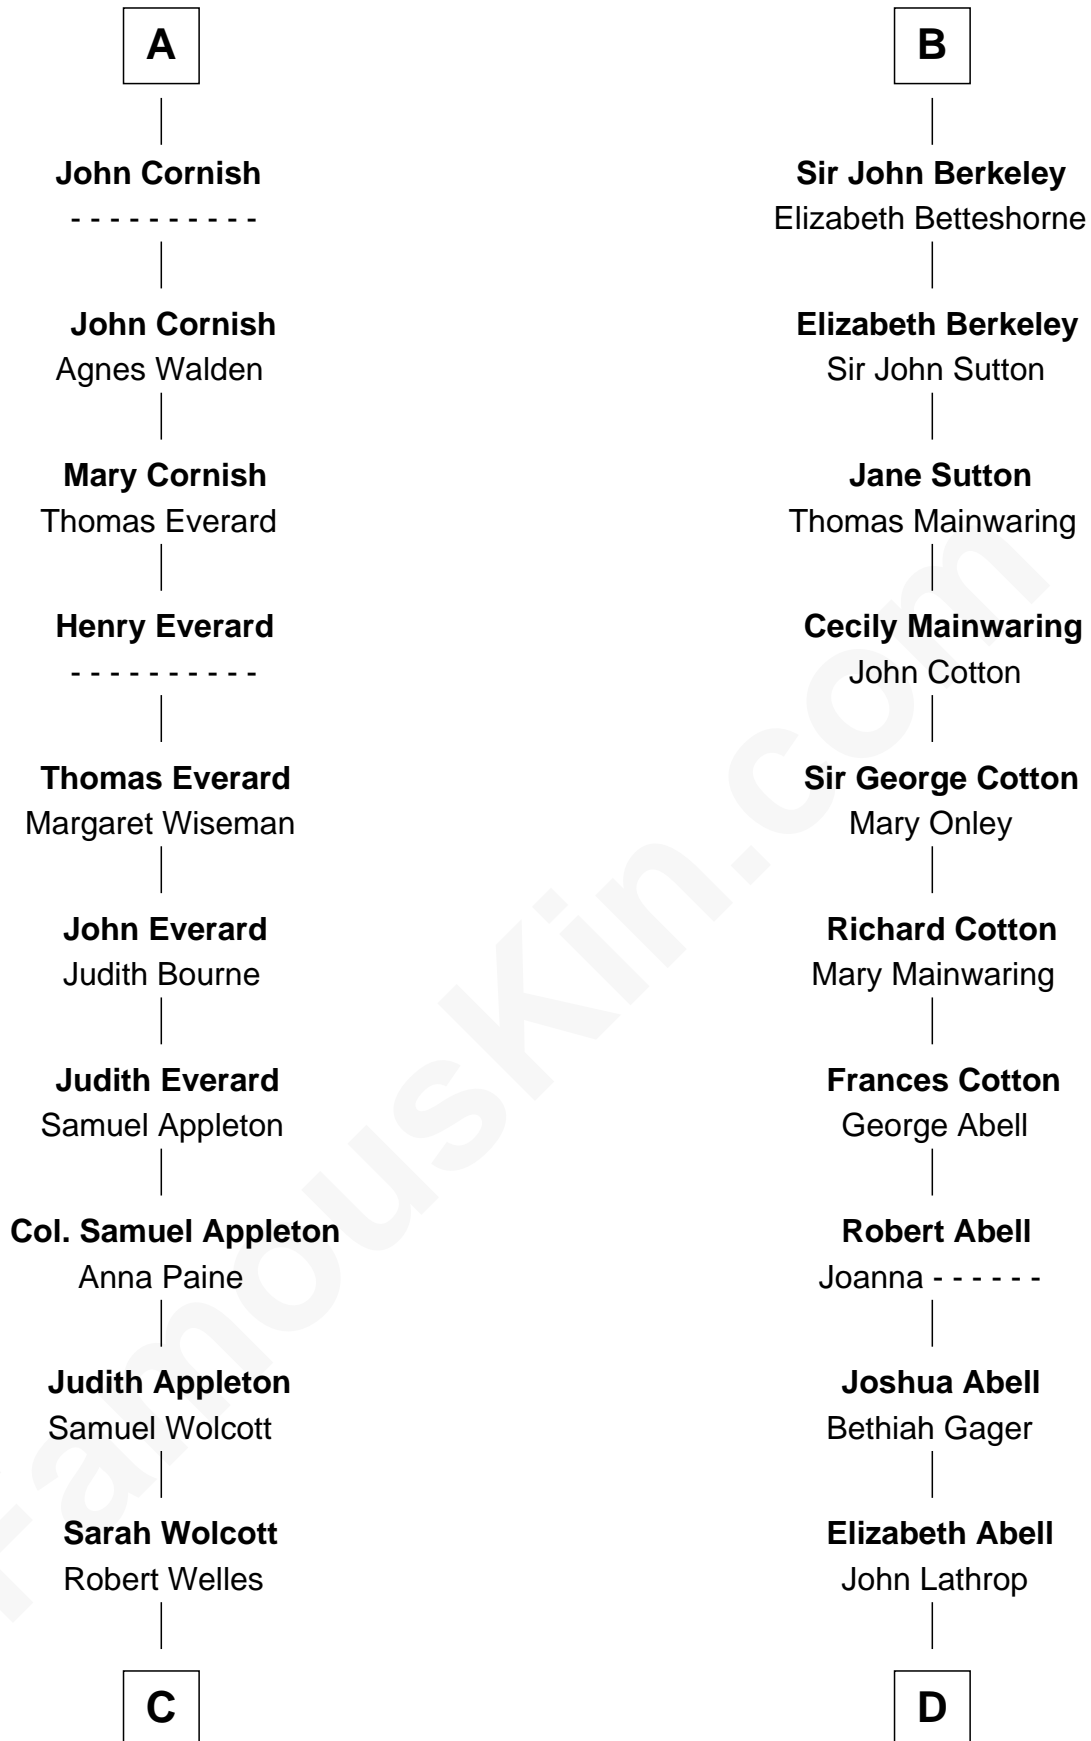 A
John Cornish
- - - - - - - - - -
John Cornish
Agnes Walden
Mary Cornish
Thomas Everard
Henry Everard
- - - - - - - - - -
Thomas Everard
Margaret Wiseman
John Everard
Judith Bourne
Judith Everard
Samuel Appleton
Col. Samuel Appleton
Anna Paine
Judith Appleton
Samuel Wolcott
Sarah Wolcott
Robert Welles
C
B
Sir John Berkeley
Elizabeth Betteshorne
Elizabeth Berkeley
Sir John Sutton
Jane Sutton
Thomas Mainwaring
Cecily Mainwaring
John Cotton
Sir George Cotton
Mary Onley
Richard Cotton
Mary Mainwaring
Frances Cotton
George Abell
Robert Abell
Joanna - - - - - -
Joshua Abell
Bethiah Gager
Elizabeth Abell
John Lathrop
D
FamousKin.com